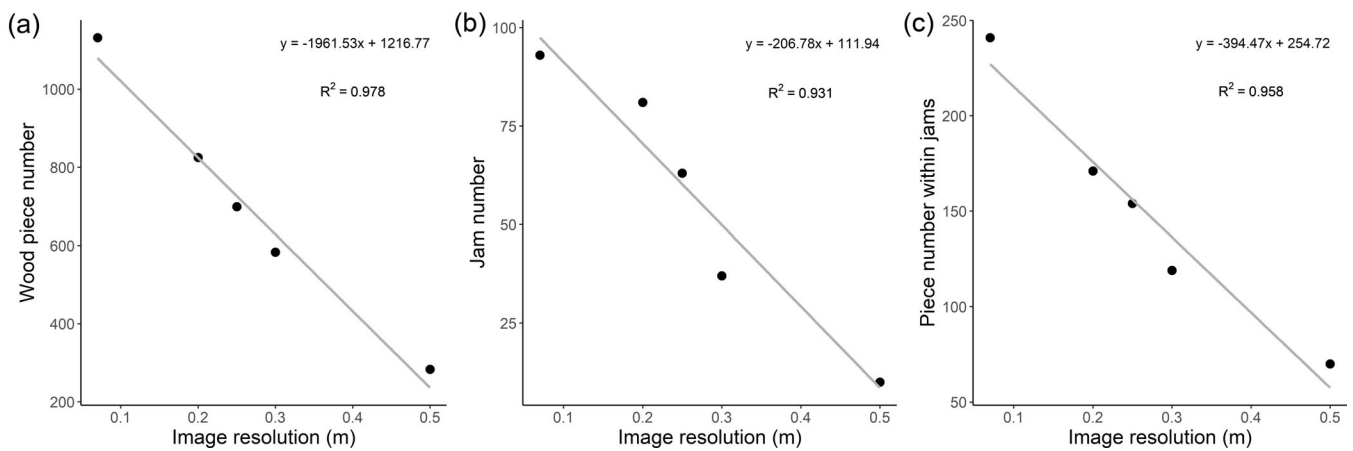 (a)
y = -1961.53x + 1216.77
R² = 0.978
Wood piece number
1000
800
600
400
200
0.1 0.2 0.3 0.4 0.5
Image resolution (m)
(b)
y = -206.78x + 111.94
R² = 0.931
Jam number
100
75
50
25
0.1 0.2 0.3 0.4 0.5
Image resolution (m)
(c)
y = -394.47x + 254.72
R² = 0.958
Piece number within jams
250
200
150
100
50
0.1 0.2 0.3 0.4 0.5
Image resolution (m)